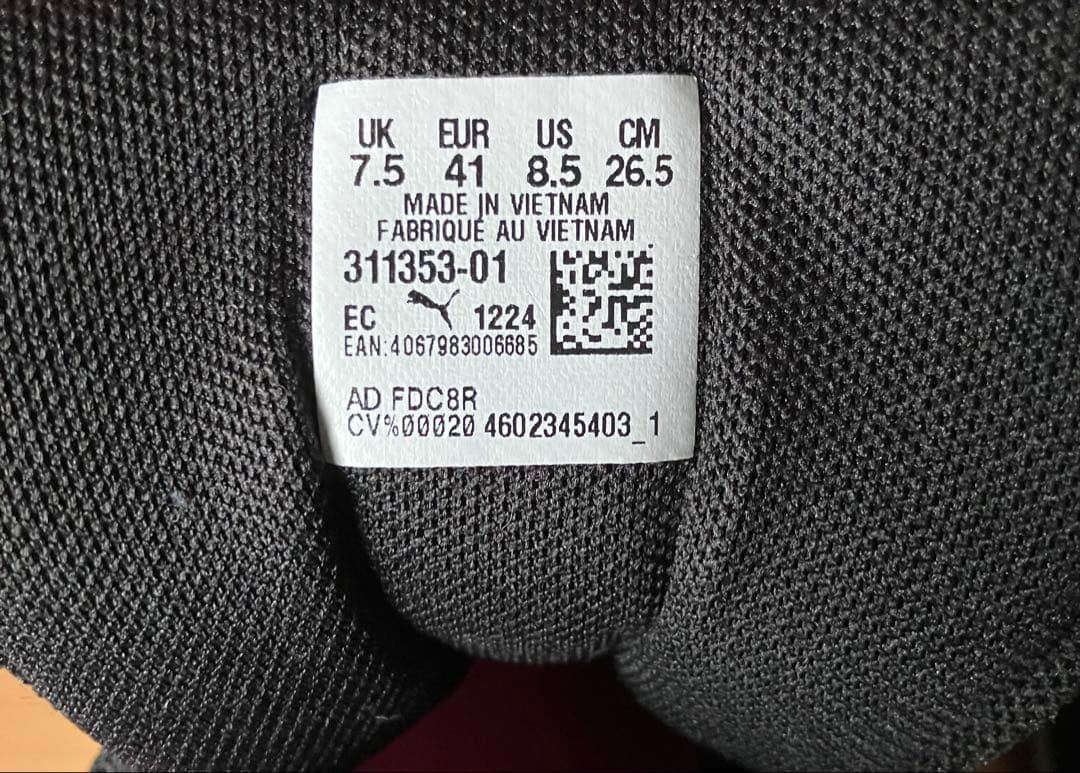 UK EUR US CM
7.5 41 8.5 26.5
MADE IN VIETNAM
FABRIQUÉ AU VIETNAM
311353-01
EC 1224
EAN:4067983006685
AD FDC8R
CV%00020 4602345403_1